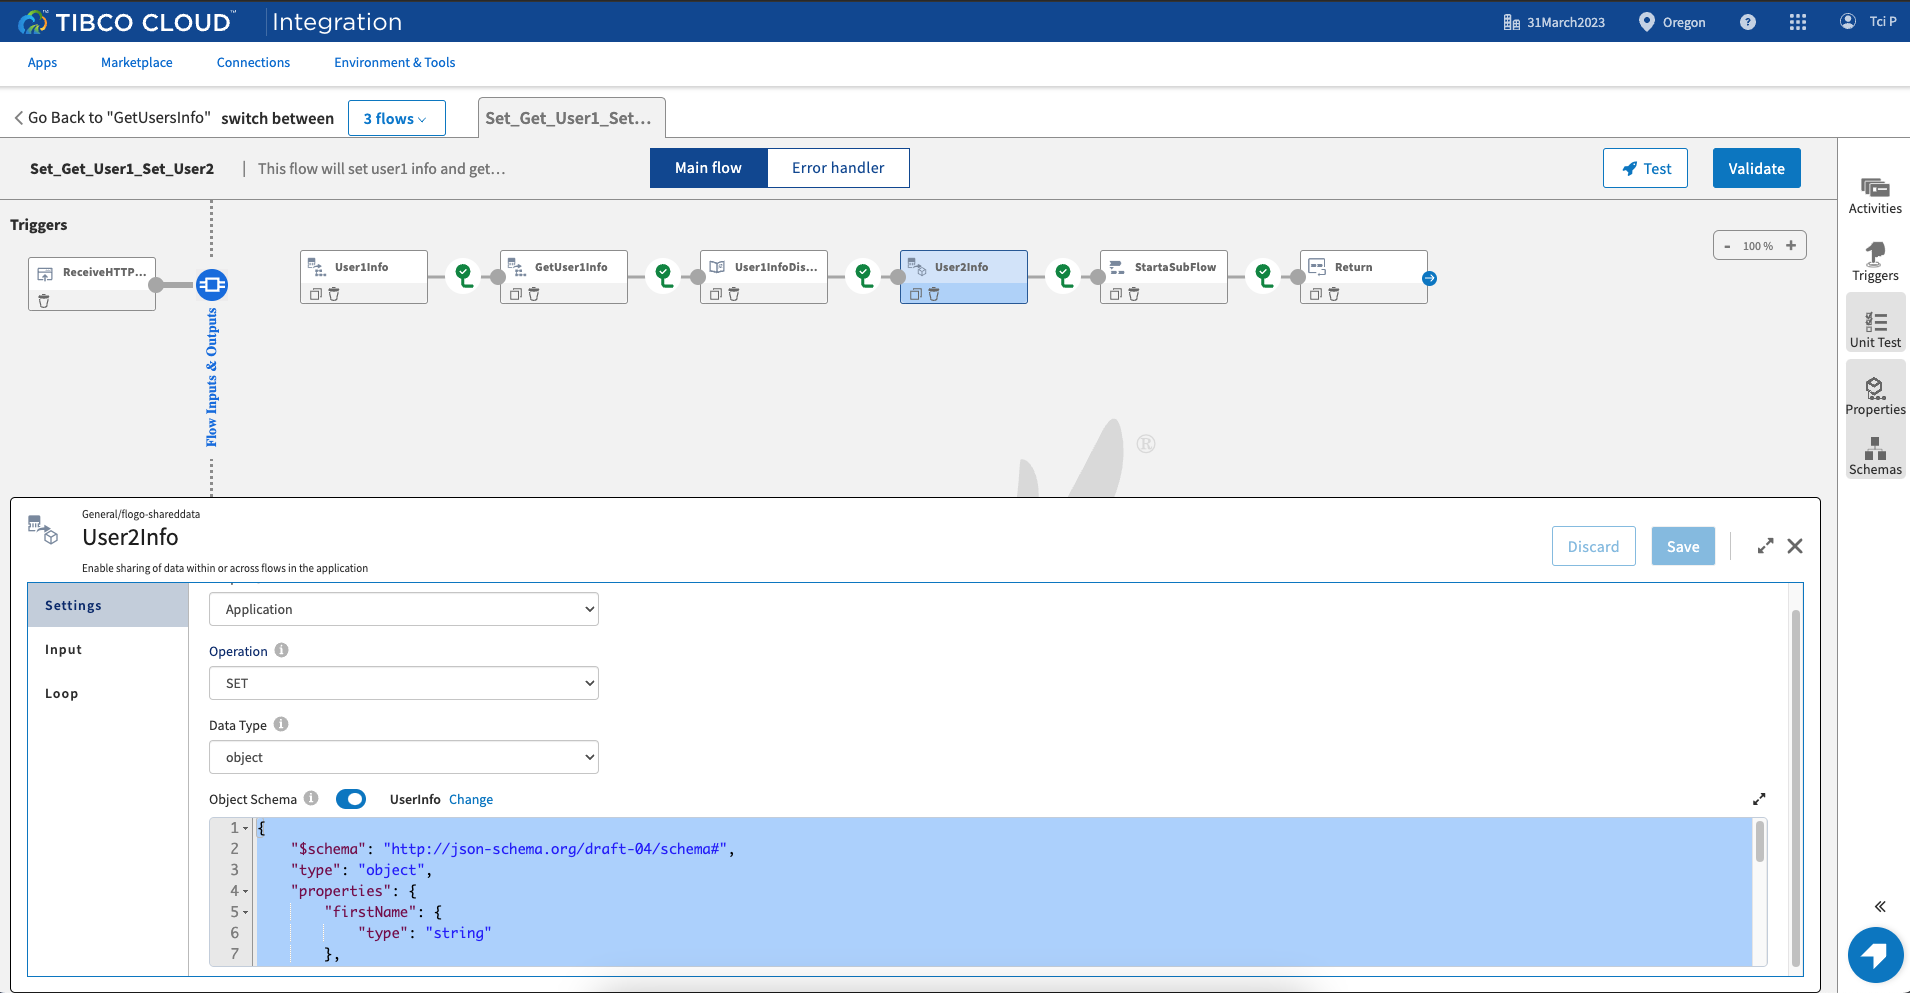 TIBCO CLOUD™ Integration
31March2023
Oregon
?
Tci P
Apps
Marketplace
Connections
Environment & Tools
Go Back to "GetUsersInfo"
switch between
3 flows
Set_Get_User1_Set...
Set_Get_User1_Set_User2
This flow will set user1 info and get...
Main flow
Error handler
Test
Validate
Triggers
- 100 % +
ReceiveHTTP...
User1Info
GetUser1Info
User1InfoDis...
User2Info
StartaSubFlow
Return
Flow Inputs & Outputs
®
Activities
Triggers
Unit Test
Properties
Schemas
General/flogo-shareddata
User2Info
Enable sharing of data within or across flows in the application
Discard
Save
Settings
Input
Loop
Application
Operation
SET
Data Type
object
Object Schema
UserInfo Change
1 {
2 "$schema": "http://json-schema.org/draft-04/schema#",
3 "type": "object",
4 "properties": {
5 "firstName": {
6 "type": "string"
7 },